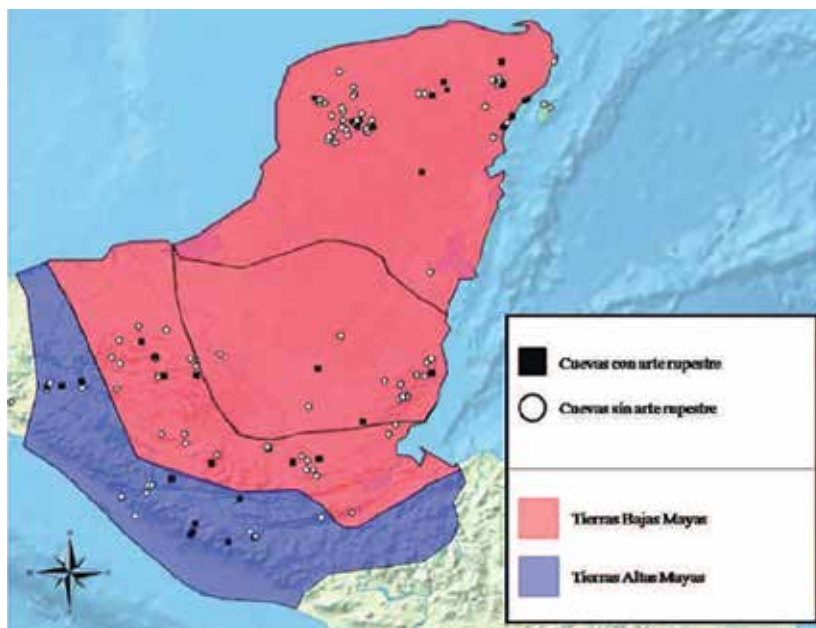 Cuevas con arte rupestre
Cuevas sin arte rupestre
Tierras Bajas Mayas
Tierras Altas Mayas